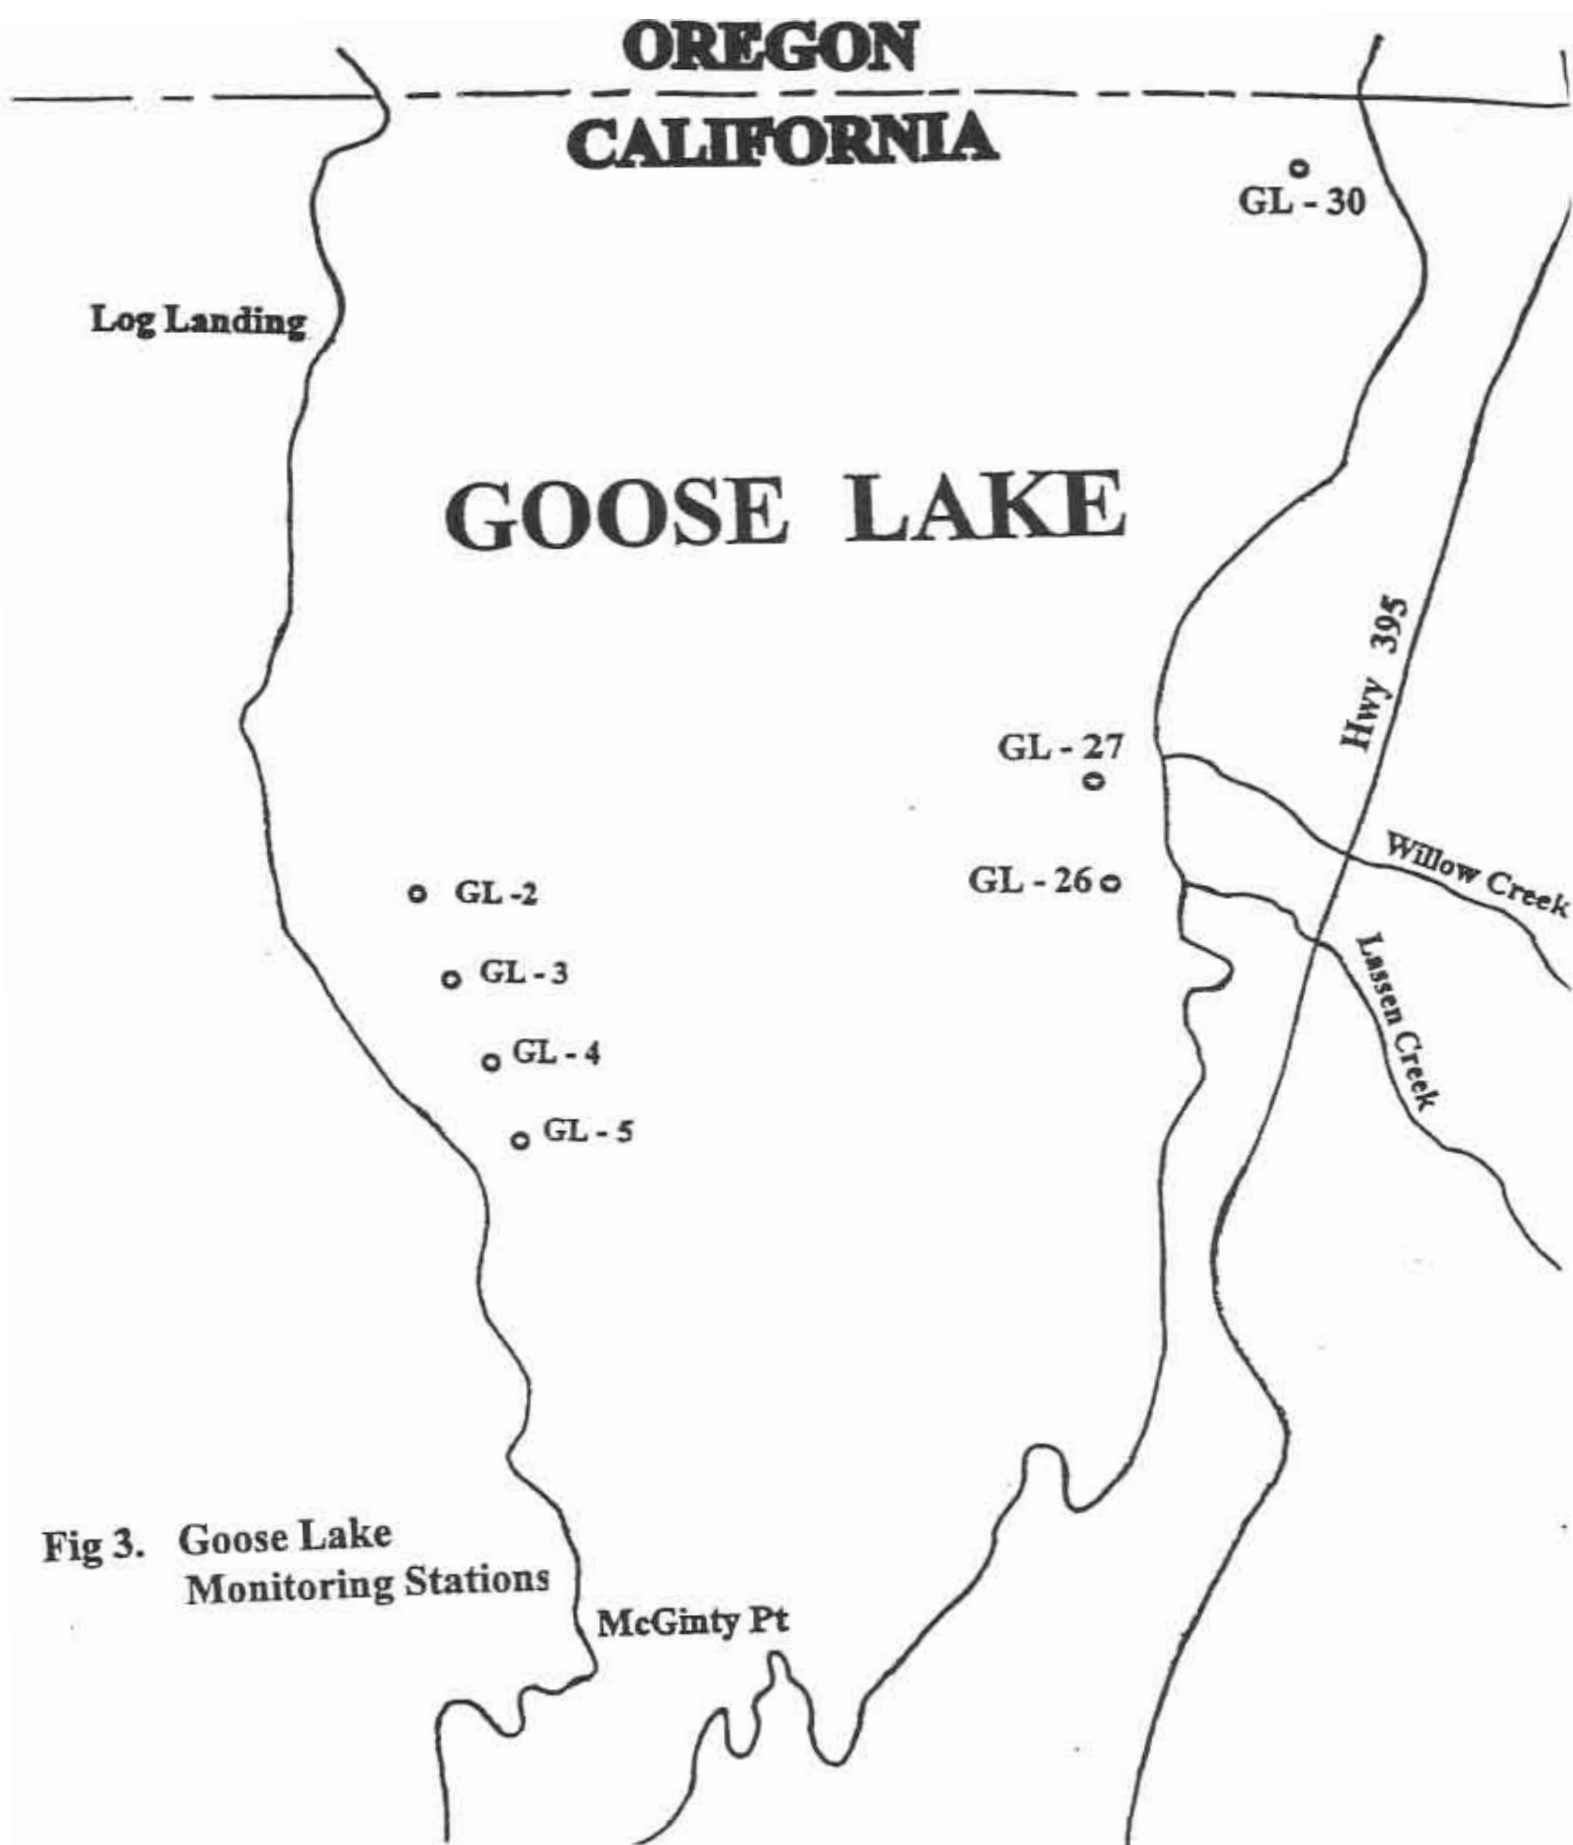 OREGON
CALIFORNIA
GL - 30
Log Landing
GOOSE LAKE
Hwy 395
GL - 27
Willow Creek
GL - 26
GL -2
Lassen Creek
GL - 3
GL - 4
GL - 5
Fig 3. Goose Lake
Monitoring Stations
McGinty Pt